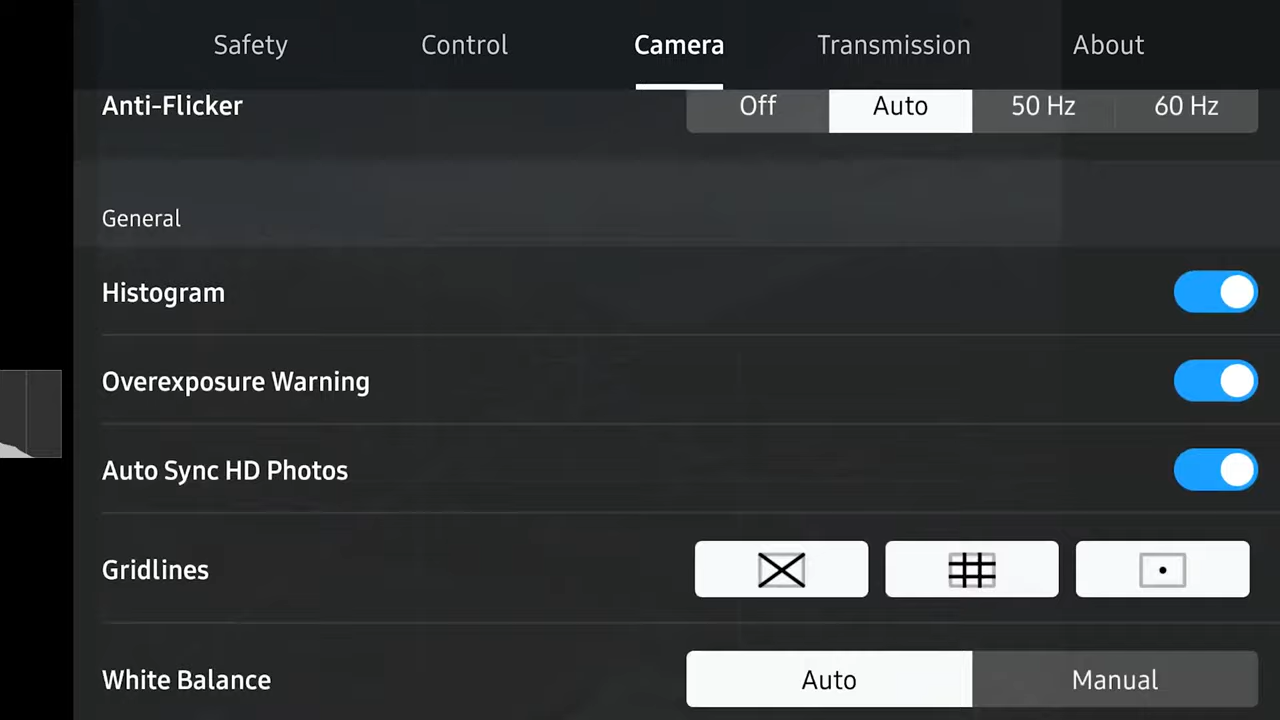 Safety Control Camera Transmission About
Anti-Flicker Off Auto 50 Hz 60 Hz
General
Histogram
Overexposure Warning
Auto Sync HD Photos
Gridlines
White Balance Auto Manual